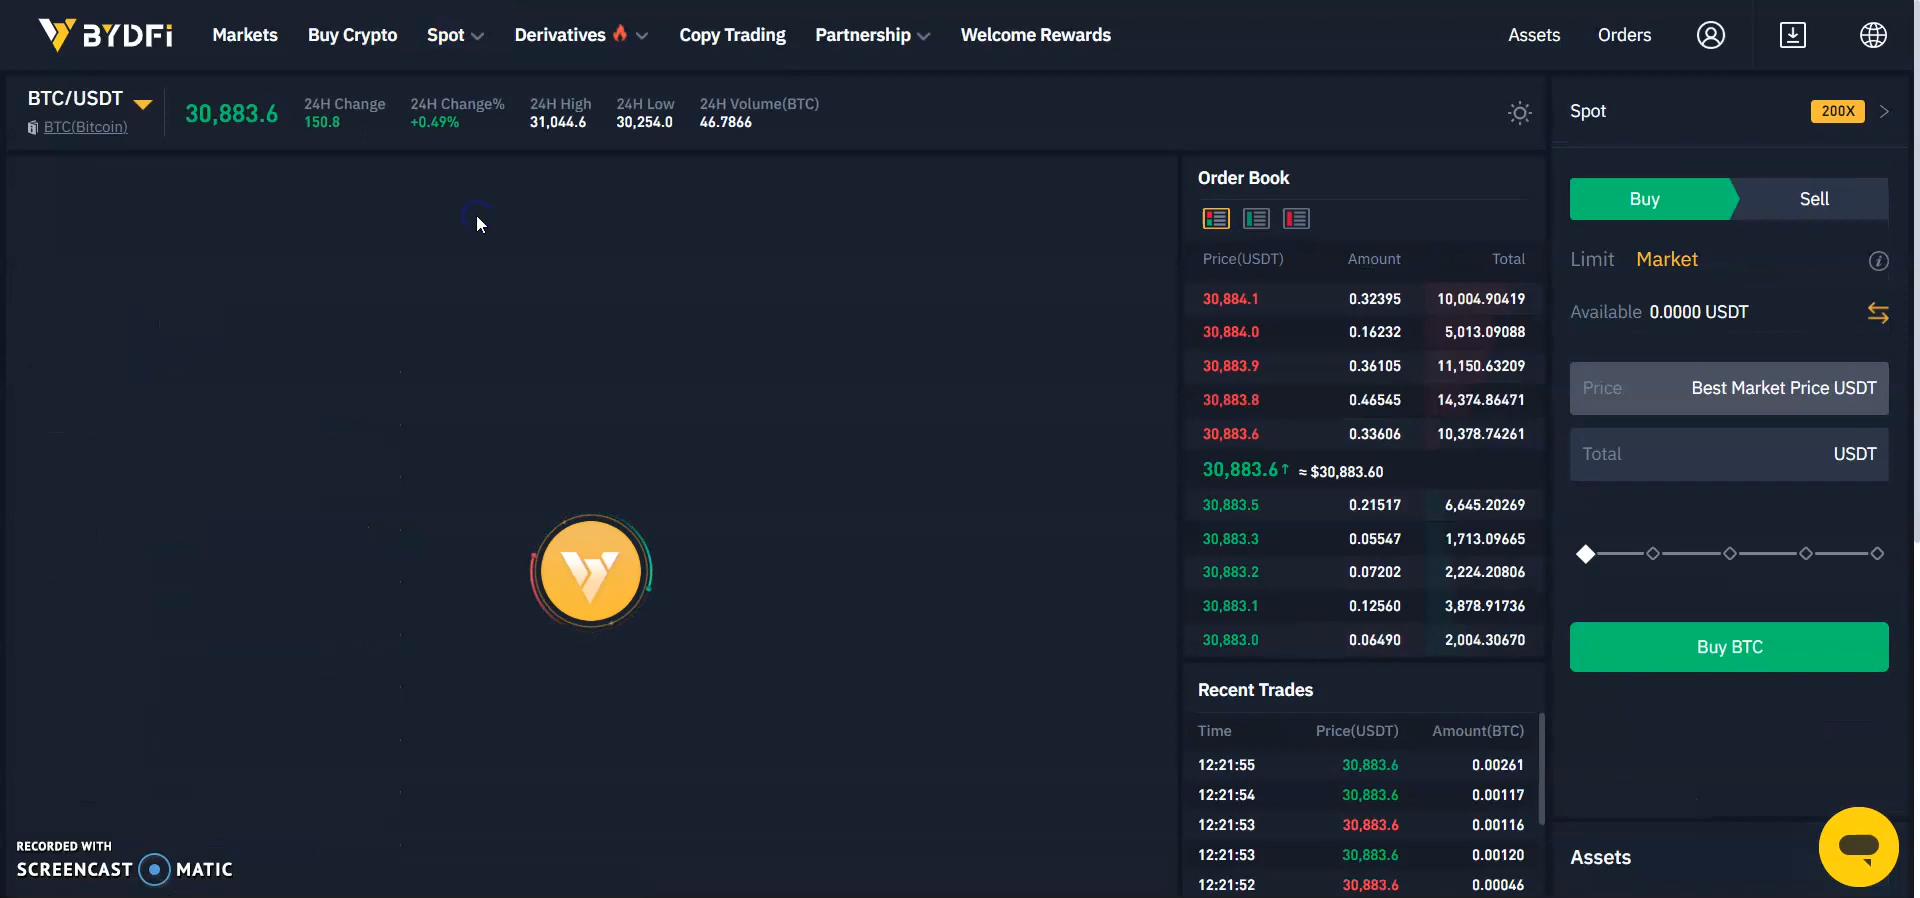 BYDFi Markets Buy Crypto Spot Derivatives Copy Trading Partnership Welcome Rewards Assets Orders
BTC/USDT
BTC(Bitcoin)
30,883.6
24H Change 24H Change% 24H High 24H Low 24H Volume(BTC)
150.8 +0.49% 31,044.6 30,254.0 46.7866
Order Book
Price(USDT) Amount Total
30,884.1 0.32395 10,004.90419
30,884.0 0.16232 5,013.09088
30,883.9 0.36105 11,150.63209
30,883.8 0.46545 14,374.86471
30,883.6 0.33606 10,378.74261
30,883.6↑ ≈ $30,883.60
30,883.5 0.21517 6,645.20269
30,883.3 0.05547 1,713.09665
30,883.2 0.07202 2,224.20806
30,883.1 0.12560 3,878.91736
30,883.0 0.06490 2,004.30670
Recent Trades
Time Price(USDT) Amount(BTC)
12:21:55 30,883.6 0.00261
12:21:54 30,883.6 0.00117
12:21:53 30,883.6 0.00116
12:21:53 30,883.6 0.00120
12:21:52 30,883.6 0.00046
Spot 200X
Buy Sell
Limit Market
Available 0.0000 USDT
Price Best Market Price USDT
Total USDT
Buy BTC
Assets
RECORDED WITH
SCREENCAST MATIC